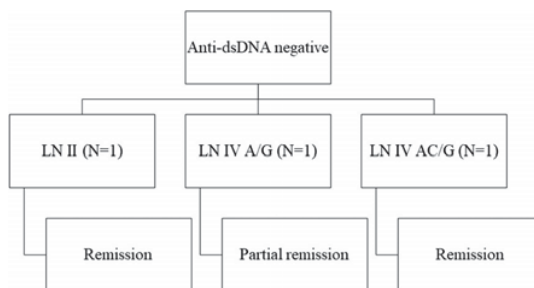 Anti-dsDNA negative
LN II (N=1)
LN IV A/G (N=1)
LN IV AC/G (N=1)
Remission
Partial remission
Remission